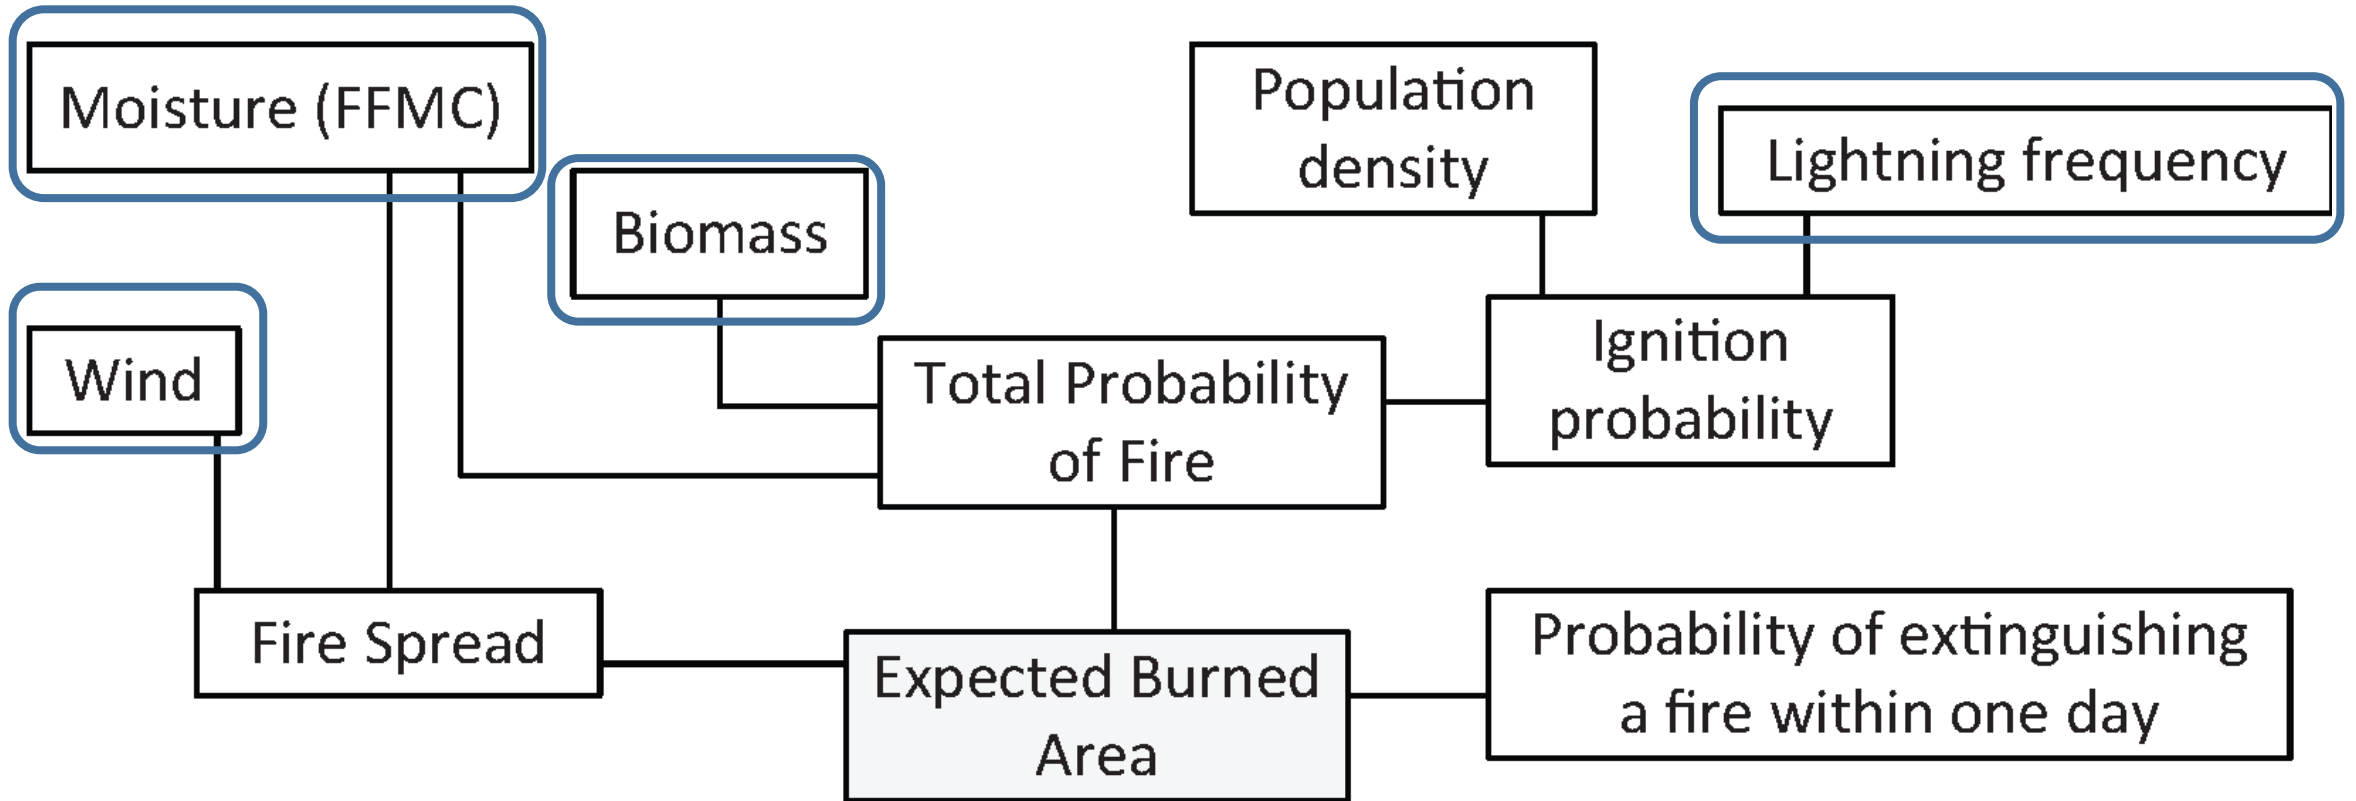 Moisture (FFMC)
Population
density
Lightning frequency
Biomass
Wind
Total Probability
of Fire
Ignition
probability
Fire Spread
Expected Burned
Area
Probability of extinguishing
a fire within one day